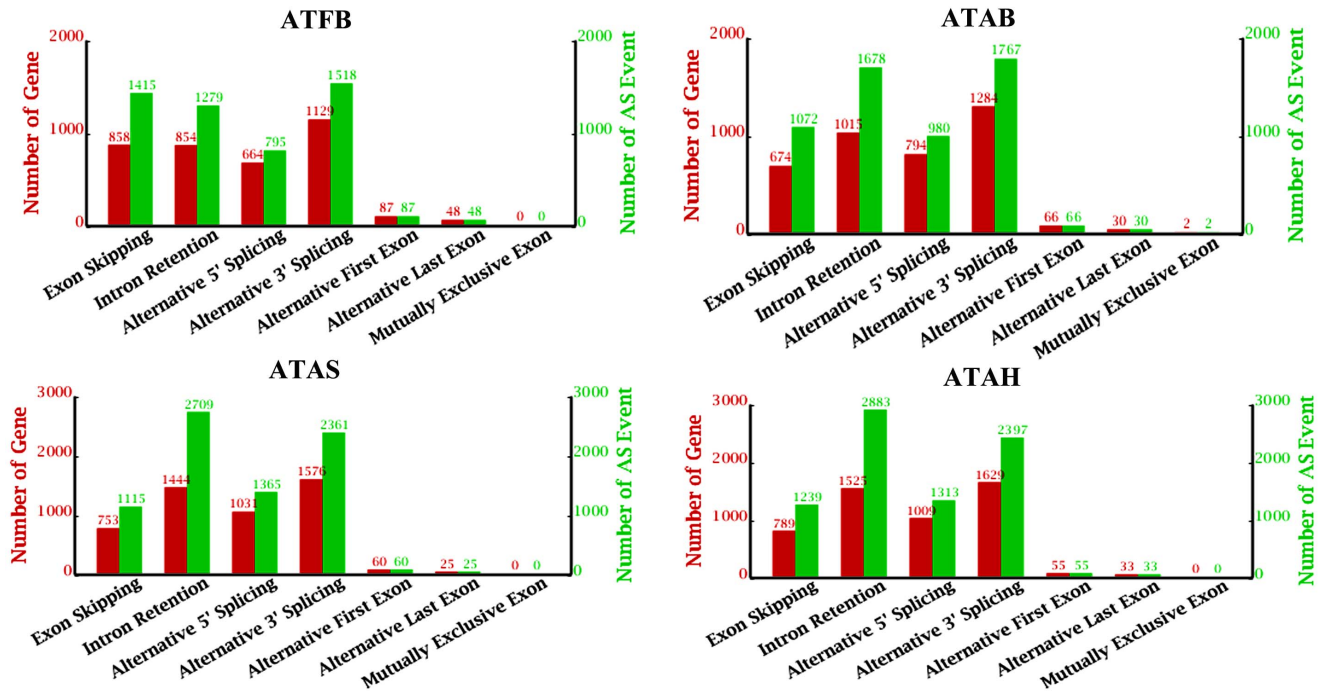 ATFB
Number of Gene
2000
1000
0
858 1415
854 1279
664 795
1129 1518
87 87
48 48
0 0
2000
1000
0
Number of AS Event
Exon Skipping
Intron Retention
Alternative 5' Splicing
Alternative 3' Splicing
Alternative First Exon
Alternative Last Exon
Mutually Exclusive Exon
ATAB
Number of Gene
2000
1000
0
674 1072
1015 1678
794 980
1284 1767
66 66
30 30
2 2
2000
1000
0
Number of AS Event
Exon Skipping
Intron Retention
Alternative 5' Splicing
Alternative 3' Splicing
Alternative First Exon
Alternative Last Exon
Mutually Exclusive Exon
ATAS
Number of Gene
3000
2000
1000
0
753 1115
1444 2709
1031 1365
1576 2361
60 60
25 25
0 0
3000
2000
1000
0
Number of AS Event
Exon Skipping
Intron Retention
Alternative 5' Splicing
Alternative 3' Splicing
Alternative First Exon
Alternative Last Exon
Mutually Exclusive Exon
ATAH
Number of Gene
3000
2000
1000
0
789 1239
1525 2883
1009 1313
1629 2397
55 55
33 33
0 0
3000
2000
1000
0
Number of AS Event
Exon Skipping
Intron Retention
Alternative 5' Splicing
Alternative 3' Splicing
Alternative First Exon
Alternative Last Exon
Mutually Exclusive Exon